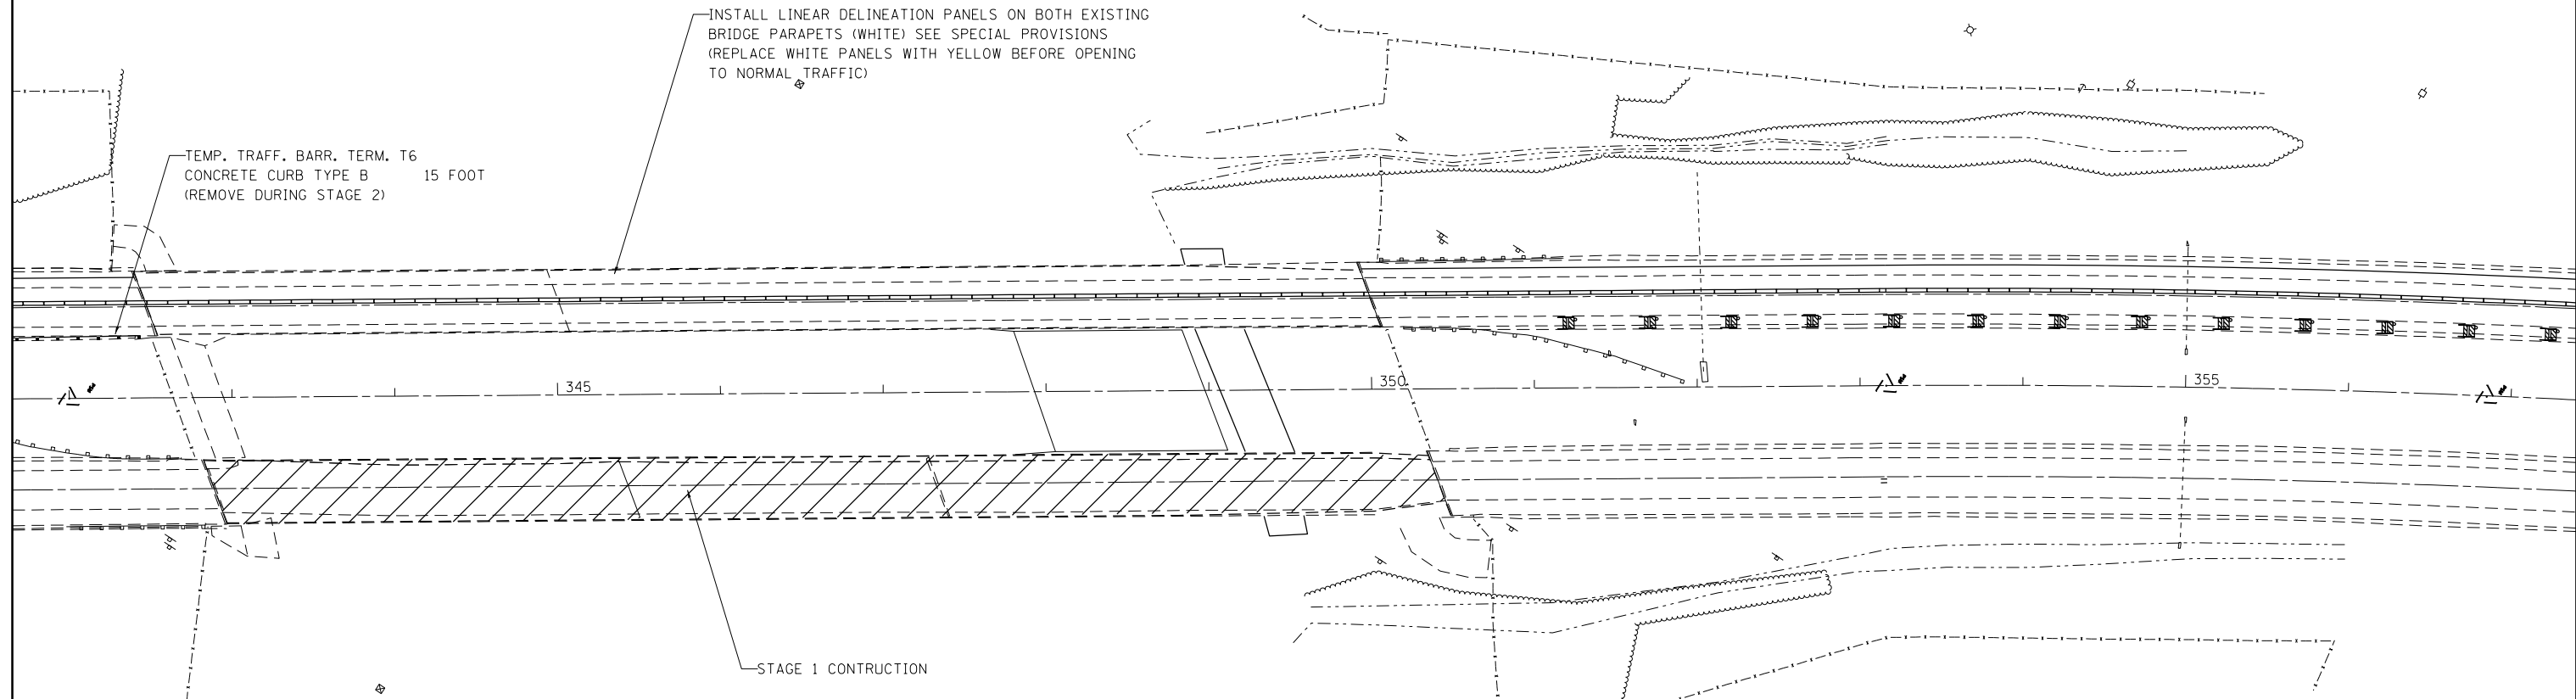 INSTALL LINEAR DELINEATION PANELS ON BOTH EXISTING
BRIDGE PARAPETS (WHITE) SEE SPECIAL PROVISIONS
(REPLACE WHITE PANELS WITH YELLOW BEFORE OPENING
TO NORMAL TRAFFIC)
TEMP. TRAFF. BARR. TERM. T6
CONCRETE CURB TYPE B 15 FOOT
(REMOVE DURING STAGE 2)
345
350
355
STAGE 1 CONTRUCTION